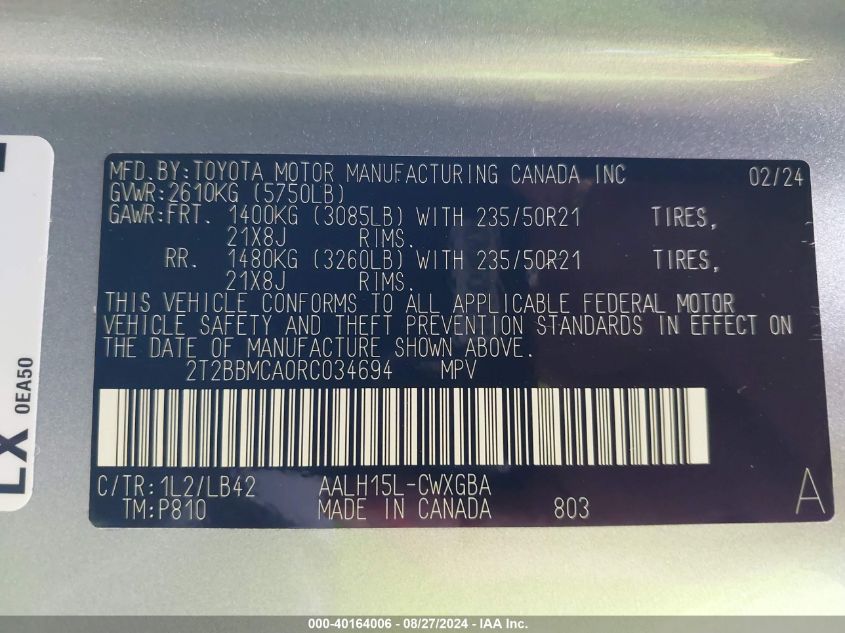 MFD.BY:TOYOTA MOTOR MANUFACTURING CANADA INC 02/24
GVWR:2610KG (5750LB)
GAWR:FRT. 1400KG (3085LB) WITH 235/50R21 TIRES,
21X8J RIMS.
RR. 1480KG (3260LB) WITH 235/50R21 TIRES,
21X8J RIMS.
THIS VEHICLE CONFORMS TO ALL APPLICABLE FEDERAL MOTOR
VEHICLE SAFETY AND THEFT PREVENTION STANDARDS IN EFFECT ON
THE DATE OF MANUFACTURE SHOWN ABOVE.
2T2BBMCA0RC034694 MPV
C/TR:1L2/LB42 AALH15L-CWXGBA A
TM:P810 MADE IN CANADA 803
0EA50
000-40164006 - 08/27/2024 - IAA Inc.